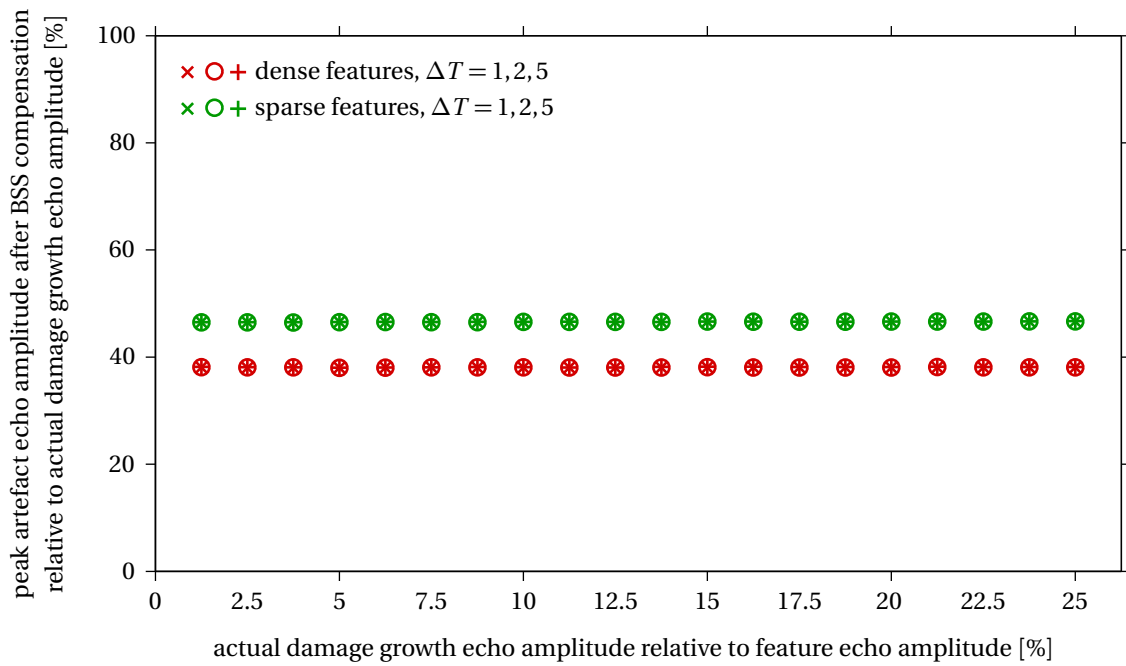 peak artefact echo amplitude after BSS compensation
relative to actual damage growth echo amplitude [%]
100
80
60
40
20
0
dense features, ΔT = 1, 2, 5
sparse features, ΔT = 1, 2, 5
0 2.5 5 7.5 10 12.5 15 17.5 20 22.5 25
actual damage growth echo amplitude relative to feature echo amplitude [%]